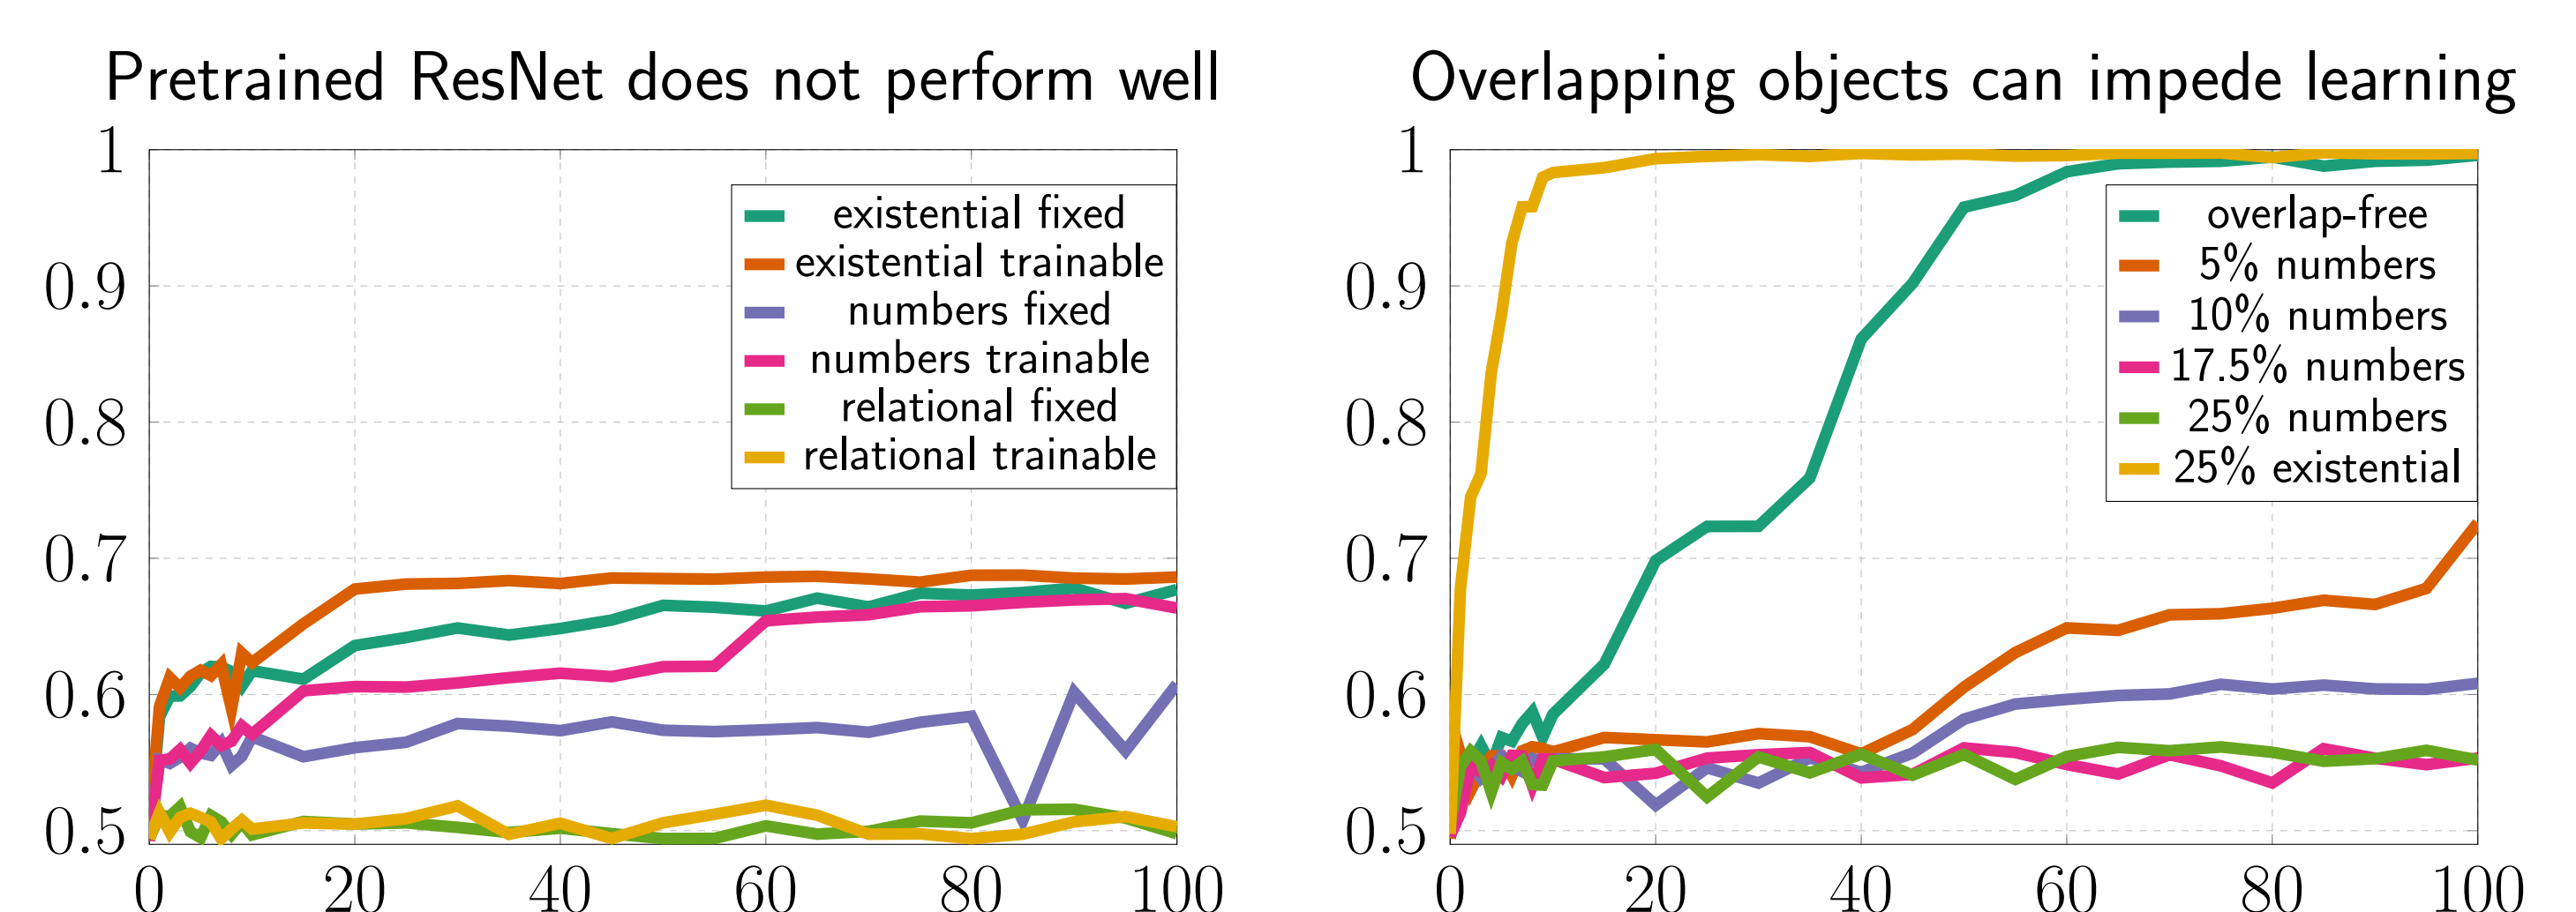 Pretrained ResNet does not perform well
1
0.9
0.8
0.7
0.6
0.5
0 20 40 60 80 100
existential fixed
existential trainable
numbers fixed
numbers trainable
relational fixed
relational trainable
Overlapping objects can impede learning
1
0.9
0.8
0.7
0.6
0.5
0 20 40 60 80 100
overlap-free
5% numbers
10% numbers
17.5% numbers
25% numbers
25% existential